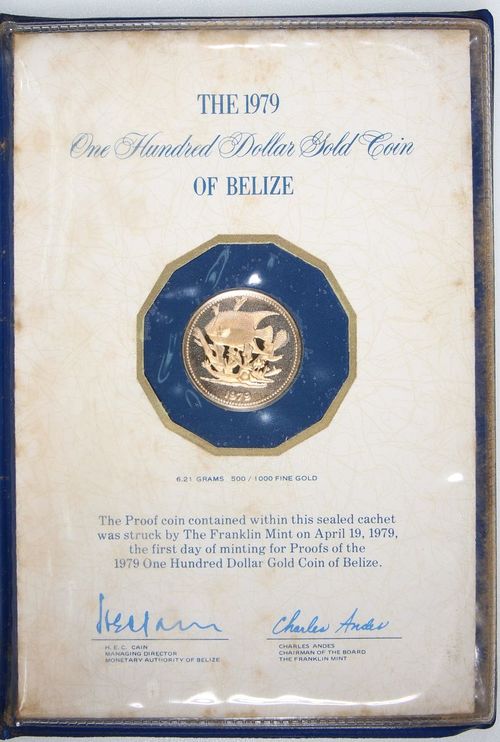 THE 1979
One Hundred Dollar Gold Coin
OF BELIZE
1979
6.21 GRAMS 500 / 1000 FINE GOLD
The Proof coin contained within this sealed cachet
was struck by The Franklin Mint on April 19, 1979,
the first day of minting for Proofs of the
1979 One Hundred Dollar Gold Coin of Belize.
HECain
H. E. C. CAIN
MANAGING DIRECTOR
MONETARY AUTHORITY OF BELIZE
Charles Andes
CHARLES ANDES
CHAIRMAN OF THE BOARD
THE FRANKLIN MINT